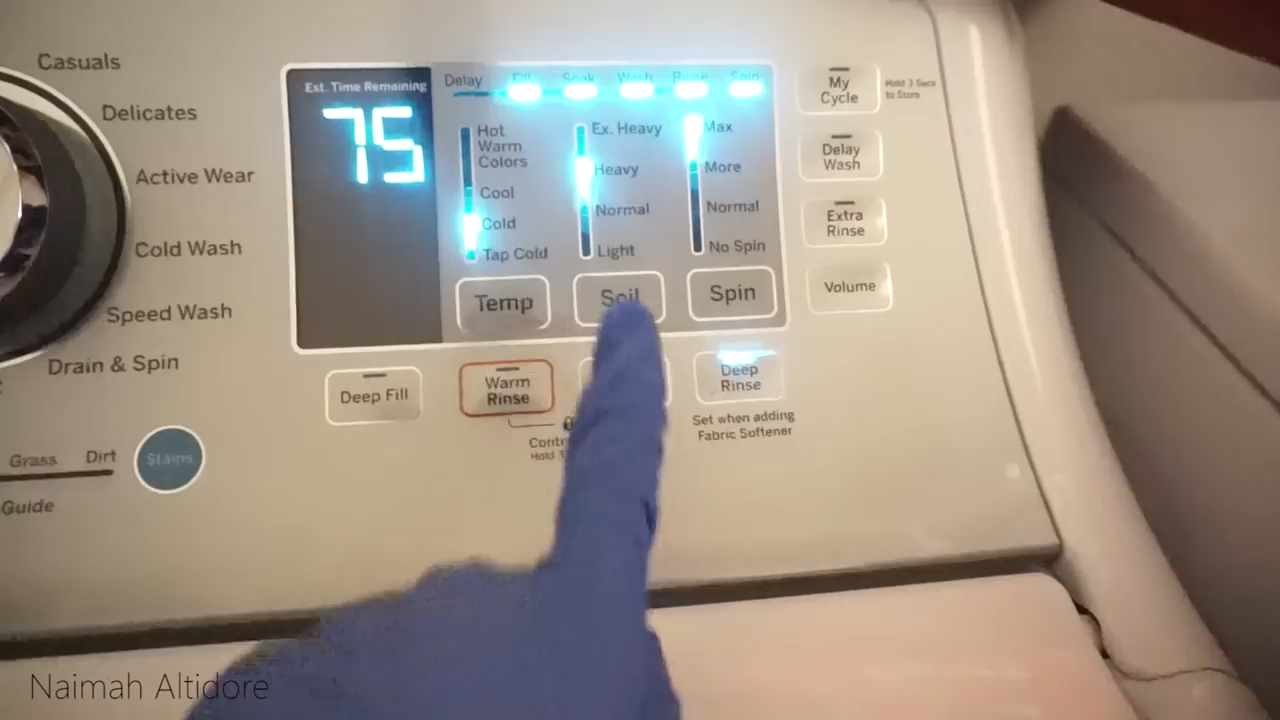 Casuals
Delicates
Active Wear
Cold Wash
Speed Wash
Drain & Spin
Grass Dirt
Stains
Guide
Est. Time Remaining
75
Delay Fill Soak Wash Rinse Spin
Hot
Warm
Colors
Cool
Cold
Tap Cold
Ex. Heavy
Heavy
Normal
Light
Max
More
Normal
No Spin
Temp
Soil
Spin
My
Cycle
Hold 3 Secs
to Store
Delay
Wash
Extra
Rinse
Volume
Deep Fill
Warm
Rinse
Deep
Rinse
Set when adding
Fabric Softener
Hold
Naimah Altidore